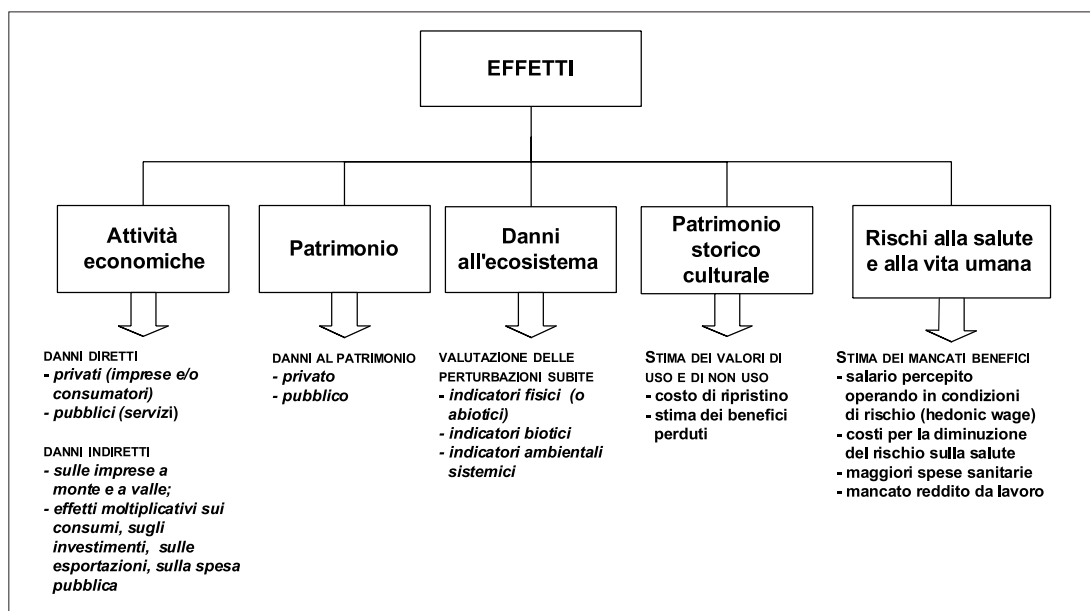 EFFETTI
Attività
economiche
Patrimonio
Danni
all'ecosistema
Patrimonio
storico
culturale
Rischi alla salute
e alla vita umana
DANNI DIRETTI
- privati (imprese e/o
consumatori)
- pubblici (servizi)
DANNI INDIRETTI
- sulle imprese a
monte e a valle;
- effetti moltiplicativi sui
consumi, sugli
investimenti, sulle
esportazioni, sulla spesa
pubblica
DANNI AL PATRIMONIO
- privato
- pubblico
VALUTAZIONE DELLE
PERTURBAZIONI SUBITE
- indicatori fisici (o
abiotici)
- indicatori biotici
- indicatori ambientali
sistemici
STIMA DEI VALORI DI
USO E DI NON USO
- costo di ripristino
- stima dei benefici
perduti
STIMA DEI MANCATI BENEFICI
- salario percepito
operando in condizioni
di rischio (hedonic wage)
- costi per la diminuzione
del rischio sulla salute
- maggiori spese sanitarie
- mancato reddito da lavoro